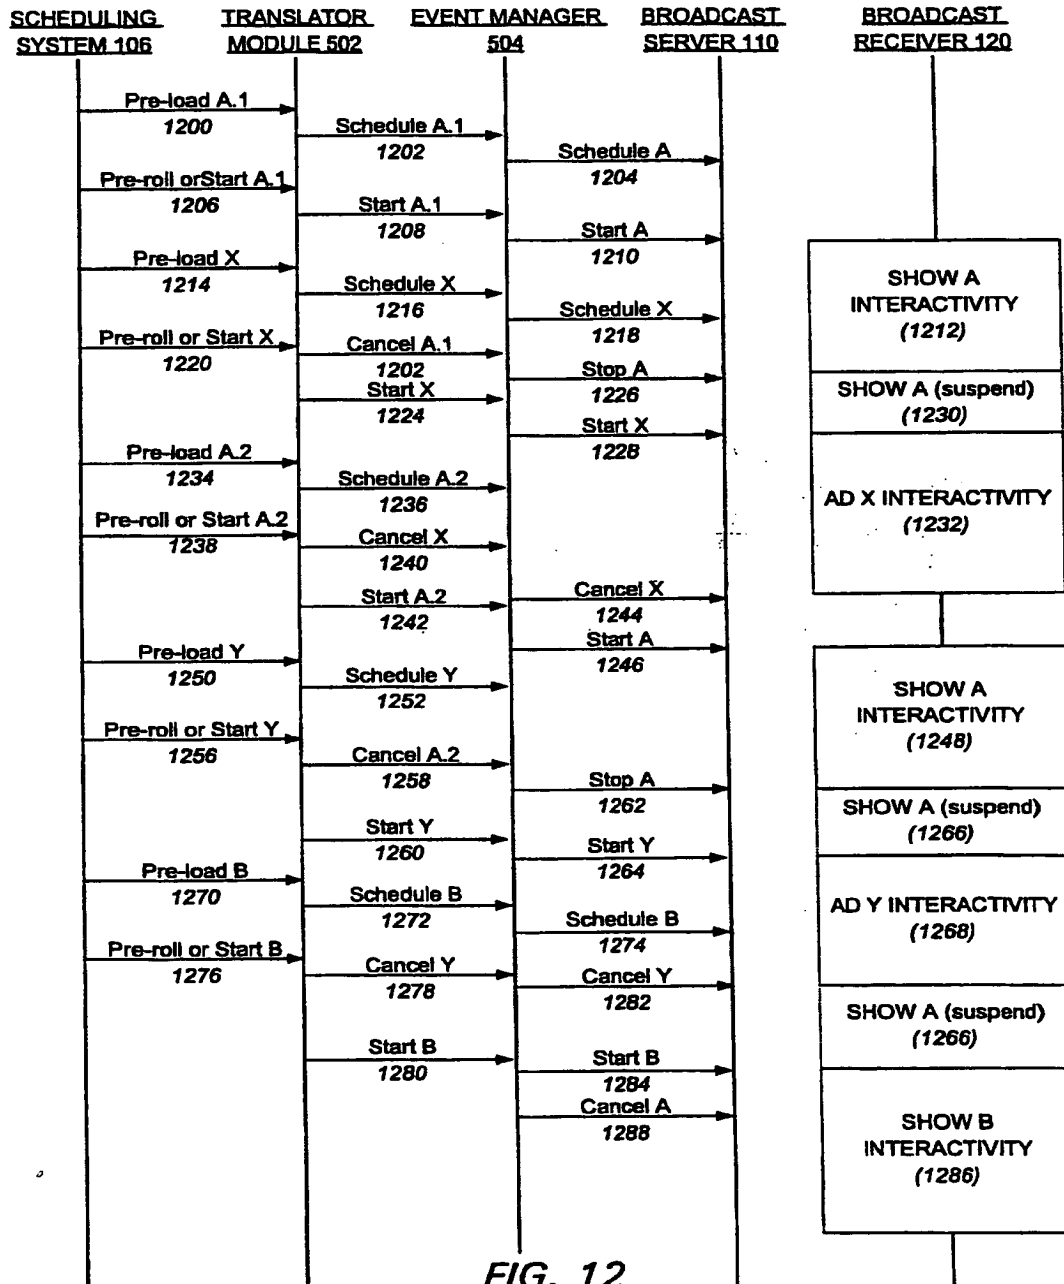 SCHEDULING
SYSTEM 106
TRANSLATOR
MODULE 502
EVENT MANAGER
504
BROADCAST
SERVER 110
BROADCAST
RECEIVER 120
Pre-load A.1
1200
Schedule A.1
1202
Schedule A
1204
Pre-roll orStart A.1
1206
Start A.1
1208
Start A
1210
Pre-load X
1214
Schedule X
1216
Schedule X
1218
Pre-roll or Start X
1220
Cancel A.1
1202
Stop A
1226
Start X
1224
Start X
1228
Pre-load A.2
1234
Schedule A.2
1236
Pre-roll or Start A.2
1238
Cancel X
1240
Cancel X
1244
Start A.2
1242
Start A
1246
Pre-load Y
1250
Schedule Y
1252
Pre-roll or Start Y
1256
Cancel A.2
1258
Stop A
1262
Start Y
1260
Start Y
1264
Pre-load B
1270
Schedule B
1272
Schedule B
1274
Pre-roll or Start B
1276
Cancel Y
1278
Cancel Y
1282
Start B
1280
Start B
1284
Cancel A
1288
SHOW A
INTERACTIVITY
(1212)
SHOW A (suspend)
(1230)
AD X INTERACTIVITY
(1232)
SHOW A
INTERACTIVITY
(1248)
SHOW A (suspend)
(1266)
AD Y INTERACTIVITY
(1268)
SHOW A (suspend)
(1266)
SHOW B
INTERACTIVITY
(1286)
FIG. 12